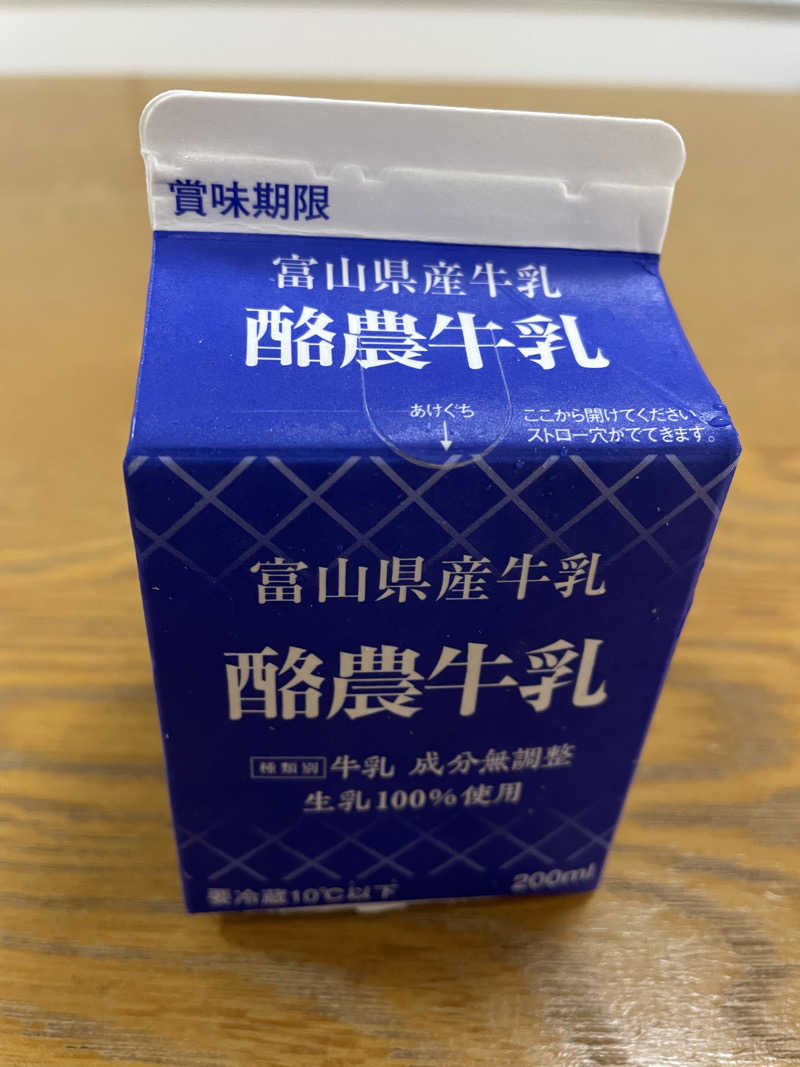 賞味期限
富山県産牛乳
酪農牛乳
あけぐち
ここから開けてください。
ストロー穴がでてきます。
富山県産牛乳
酪農牛乳
種類別 牛乳 成分無調整
生乳100%使用
要冷蔵10℃以下 200ml